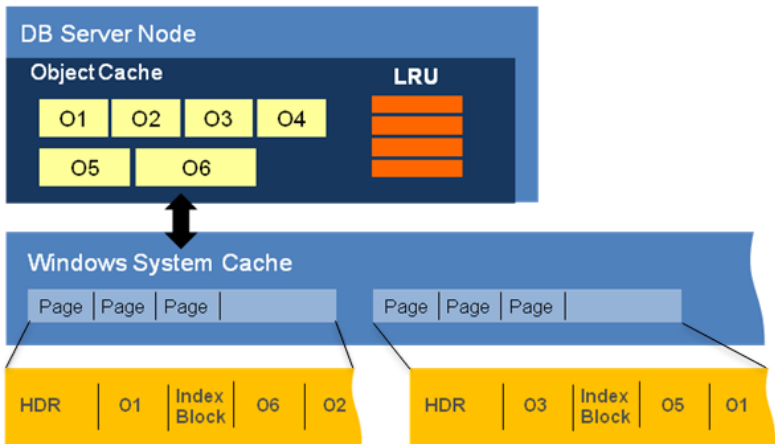 DB Server Node
Object Cache
LRU
O1 O2 O3 O4
O5 O6
Windows System Cache
Page Page Page
Page Page Page
HDR O1 Index Block O6 O2
HDR O3 Index Block O5 O1